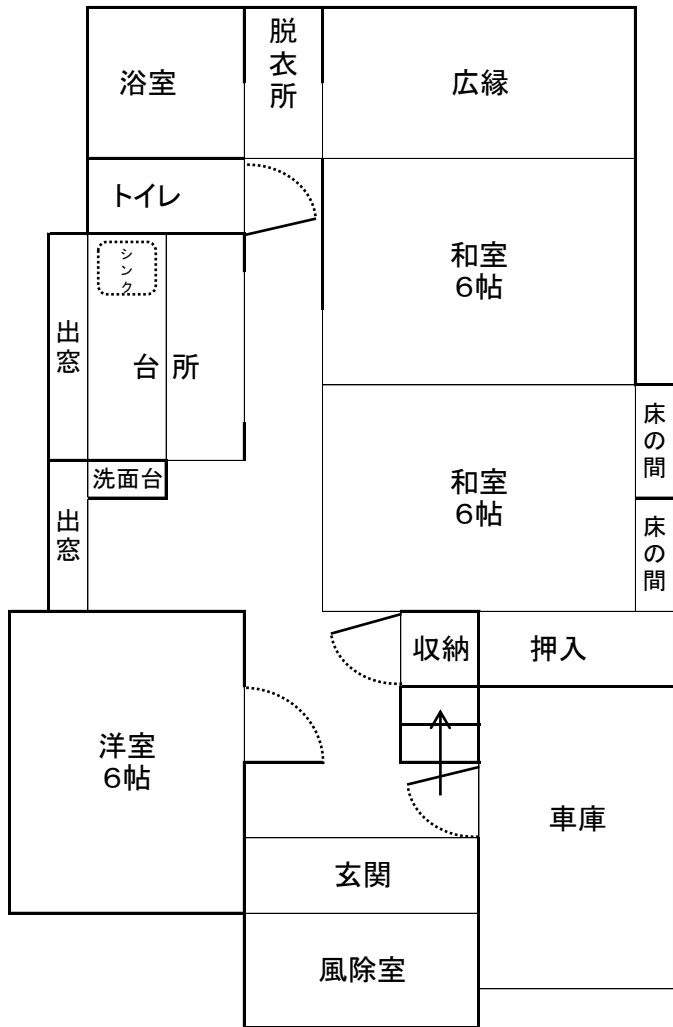 浴室
脱衣所
広縁
トイレ
和室
6帖
シンク
出窓
台所
和室
6帖
床の間
洗面台
出窓
床の間
収納
押入
洋室
6帖
車庫
玄関
風除室